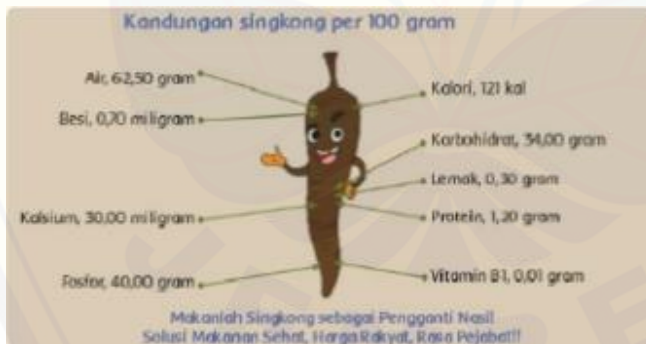 Kandungan singkong per 100 gram
Air, 62,50 gram
Besi, 0,70 miligram
Kalsium, 30,00 miligram
Fosfor, 40,00 gram
Kalori, 121 kal
Karbohidrat, 34,00 gram
Lemak, 0,30 gram
Protein, 1,20 gram
Vitamin B1, 0,01 gram
Makanlah Singkong sebagai Pengganti Nasi!
Solusi Makanan Sehat, Harga Rakyat, Rasa Pejabat!!!